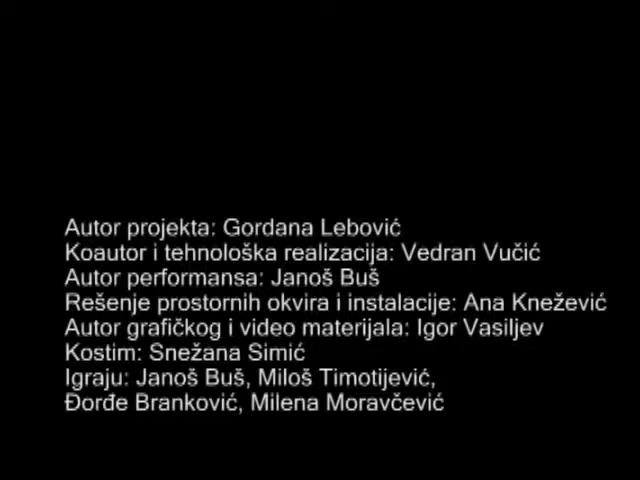 Autor projekta: Gordana Lebović
Koautor i tehnološka realizacija: Vedran Vučić
Autor performansa: Janoš Buš
Rešenje prostornih okvira i instalacije: Ana Knežević
Autor grafičkog i video materijala: Igor Vasiljev
Kostim: Snežana Simić
Igraju: Janoš Buš, Miloš Timotijević,
Đorđe Branković, Milena Moravčević